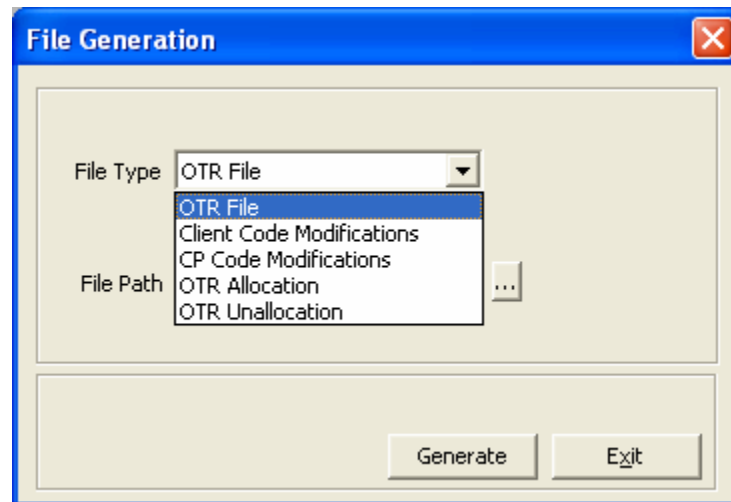 File Generation
File Type OTR File
OTR File
Client Code Modifications
CP Code Modifications
File Path OTR Allocation ...
OTR Unallocation
Generate Exit